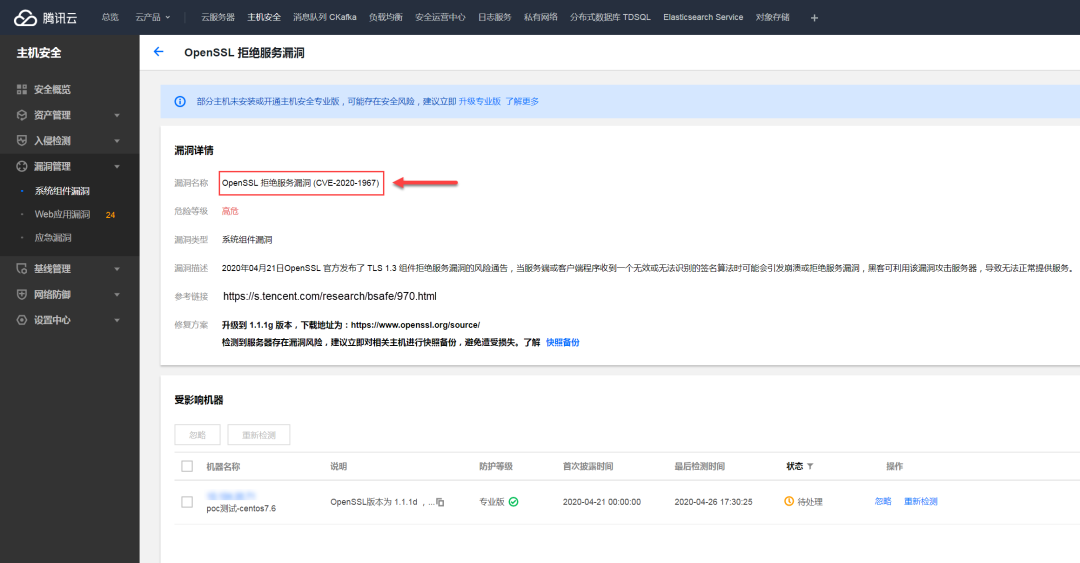 腾讯云 总览 云产品 云服务器 主机安全 消息队列 CKafka 负载均衡 安全运营中心 日志服务 私有网络 分布式数据库 TDSQL Elasticsearch Service 对象存储 +
主机安全
OpenSSL 拒绝服务漏洞
安全概览
资产管理
入侵检测
漏洞管理
系统组件漏洞
Web应用漏洞 24
应急漏洞
基线管理
网络防御
设置中心
部分主机未安装或开通主机安全专业版，可能存在安全风险，建议立即 升级专业版 了解更多
漏洞详情
漏洞名称 OpenSSL 拒绝服务漏洞 (CVE-2020-1967)
危险等级 高危
漏洞类型 系统组件漏洞
漏洞描述 2020年04月21日OpenSSL 官方发布了 TLS 1.3 组件拒绝服务漏洞的风险通告，当服务端或客户端程序收到一个无效或无法识别的签名算法时可能会引发崩溃或拒绝服务漏洞，黑客可利用该漏洞攻击服务器，导致无法正常提供服务。
参考链接 https://s.tencent.com/research/bsafe/970.html
修复方案 升级到 1.1.1g 版本，下载地址为：https://www.openssl.org/source/
检测到服务器存在漏洞风险，建议立即对相关主机进行快照备份，避免遭受损失。了解 快照备份
受影响机器
忽略 重新检测
机器名称 说明 防护等级 首次披露时间 最后检测时间 状态 操作
poc测试-centos7.6 OpenSSL版本为 1.1.1d ，... 专业版 2020-04-21 00:00:00 2020-04-26 17:30:25 待处理 忽略 重新检测